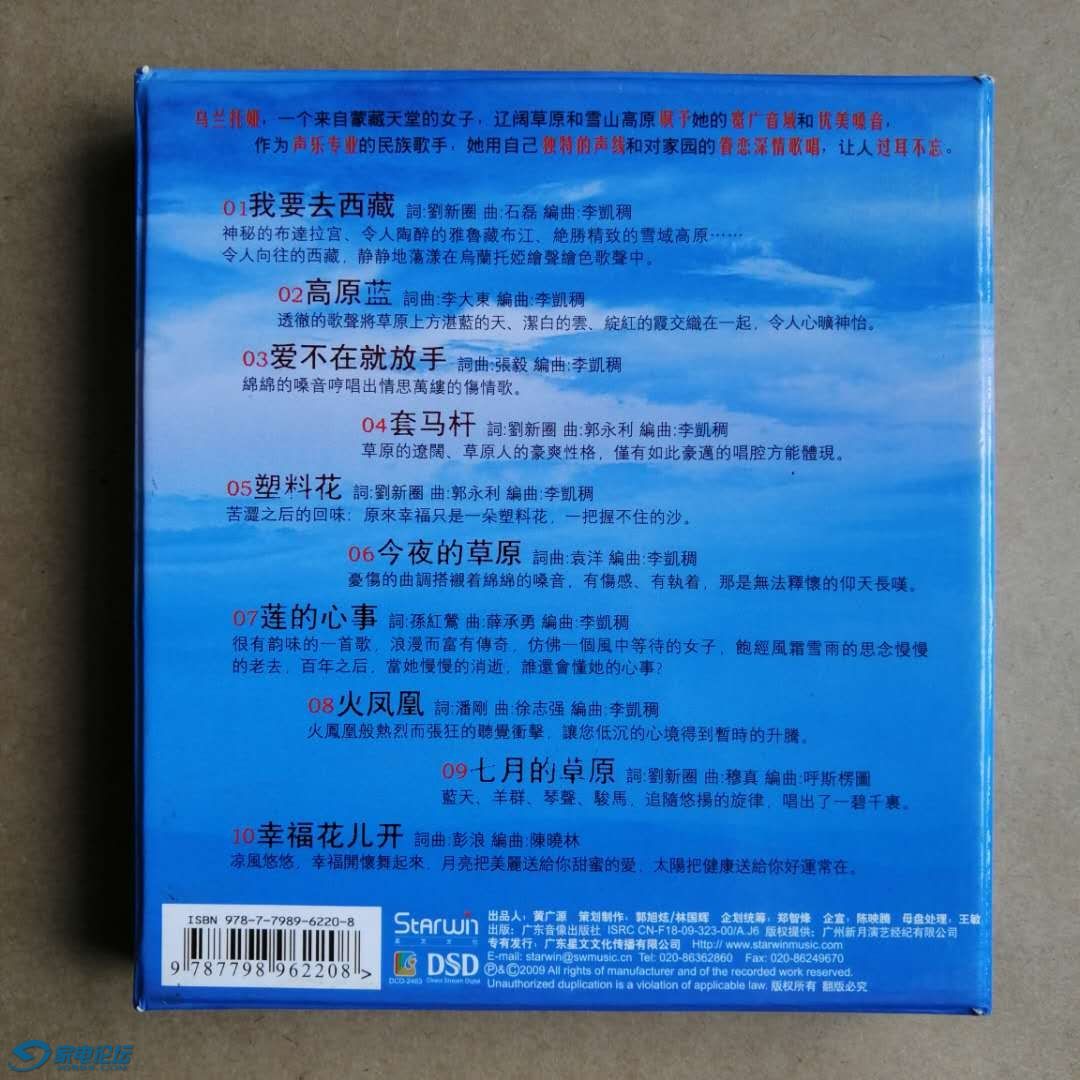 乌兰托娅，一个来自蒙藏天堂的女子，辽阔草原和雪山高原赋予她的宽广音域和优美嗓音，
作为声乐专业的民族歌手，她用自己独特的声线和对家园的眷恋深情歌唱，让人过耳不忘。
01我要去西藏 詞:劉新圈 曲:石磊 編曲:李凱稠
神秘的布達拉宫、令人陶醉的雅魯藏布江、絶勝精致的雪域高原……
令人向往的西藏，静静地蕩漾在烏蘭托婭繪聲繪色歌聲中。
02高原蓝 詞曲:李大東 編曲:李凱稠
透徹的歌聲將草原上方湛藍的天、潔白的雲、綻紅的霞交織在一起，令人心曠神怡。
03爱不在就放手 詞曲:張毅 編曲:李凱稠
綿綿的嗓音哼唱出情思萬縷的傷情歌。
04套马杆 詞:劉新圈 曲:郭永利 編曲:李凱稠
草原的遼闊、草原人的豪爽性格，僅有如此豪邁的唱腔方能體現。
05塑料花 詞:劉新圈 曲:郭永利 編曲:李凱稠
苦澀之后的回味：原來幸福只是一朵塑料花，一把握不住的沙。
06今夜的草原 詞曲:袁洋 編曲:李凱稠
憂傷的曲調搭襯着綿綿的嗓音，有傷感、有執着，那是無法釋懷的仰天長嘆。
07莲的心事 詞:孫紅鶯 曲:薛承勇 編曲:李凱稠
很有韵味的一首歌，浪漫而富有傳奇，仿佛一個風中等待的女子，飽經風霜雪雨的思念慢慢
的老去，百年之后，當她慢慢的消逝，誰還會懂她的心事?
08火凤凰 詞:潘剛 曲:徐志强 編曲:李凱稠
火鳳凰般熱烈而張狂的聽覺衝擊，讓您低沉的心境得到暫時的升騰。
09七月的草原 詞:劉新圈 曲:穆真 編曲:呼斯楞圖
藍天、羊群、琴聲、駿馬，追隨悠揚的旋律，唱出了一碧千裏。
10幸福花儿开 詞曲:彭浪 編曲:陳曉林
凉風悠悠，幸福開懷舞起來，月亮把美麗送給你甜蜜的愛，太陽把健康送給你好運常在。
ISBN 978-7-7989-6220-8
9 787798 962208 >
Starwin
星文文化
DCD-2463
DSD
Direct Stream Digital
出品人：黄广源 策划制作：郭旭炫/林国辉 企划统筹：郑智烽 企宣：陈映腾 母盘处理：王敏
出版：广东音像出版社 ISRC CN-F18-09-323-00/A.J6 版权提供：广州新月演艺经纪有限公司
专有发行：广东星文文化传播有限公司 Http://www.starwinmusic.com
E-mail: starwin@swmusic.cn Tel: 020-86362860 Fax: 020-86249670
Ⓟ&©2009 All rights of manufacturer and of the recorded work reserved.
Unauthorized duplication is a violation of applicable law. 版权所有 翻版必究
家电论坛
JDBBS.COM